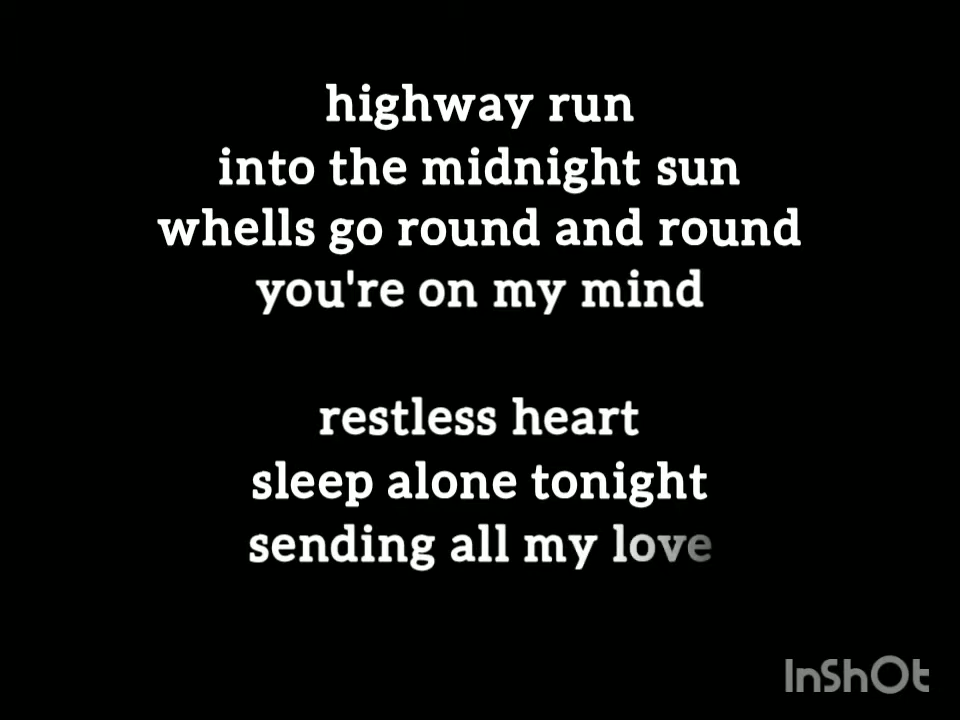 highway run
into the midnight sun
whells go round and round
you're on my mind
restless heart
sleep alone tonight
sending all my love
InShOt